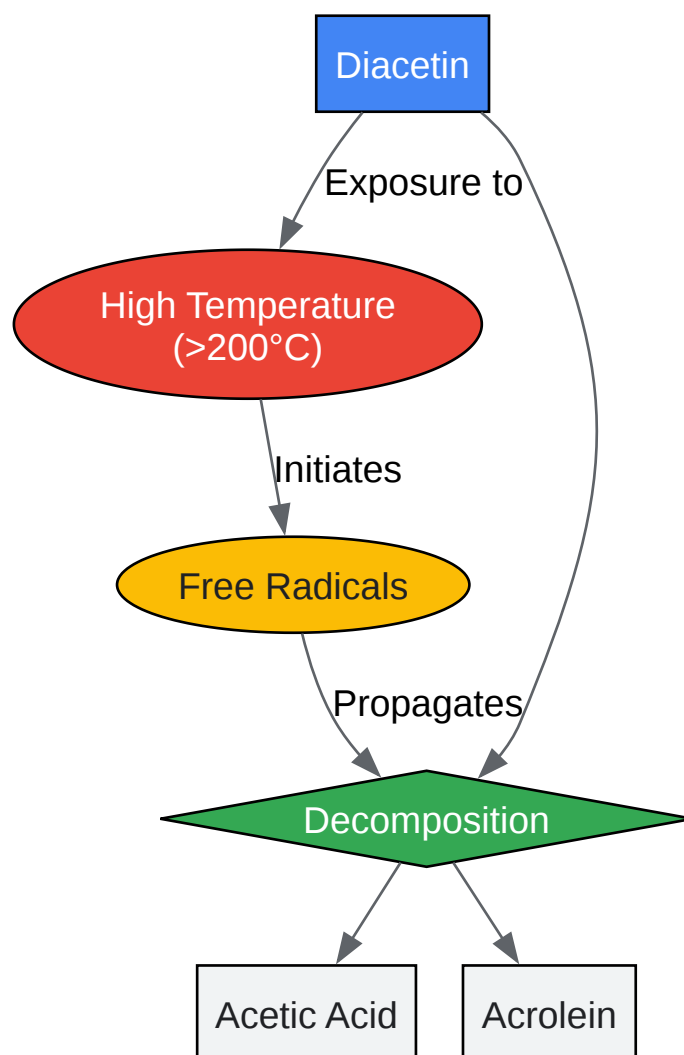 Diacetin
Exposure to
High Temperature
(>200°C)
Initiates
Free Radicals
Propagates
Decomposition
Acetic Acid
Acrolein